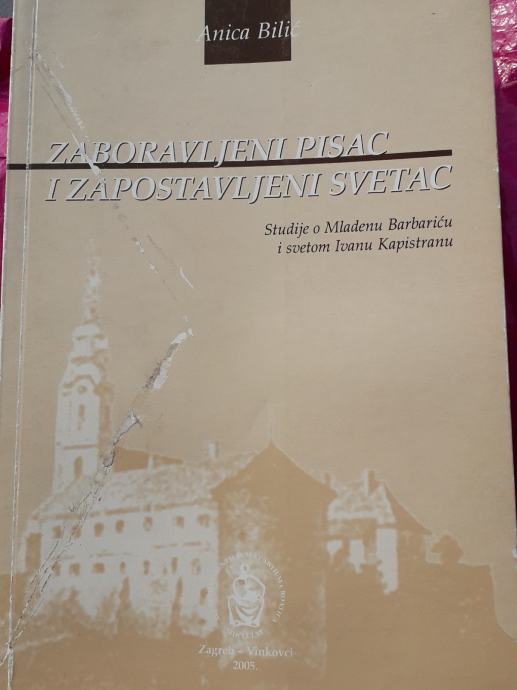 Anica Bilić
ZABORAVLJENI PISAC
I ZAPOSTAVLJENI SVETAC
Studije o Mladenu Barbariću
i svetom Ivanu Kapistranu
Zagreb – Vinkovci
2005.